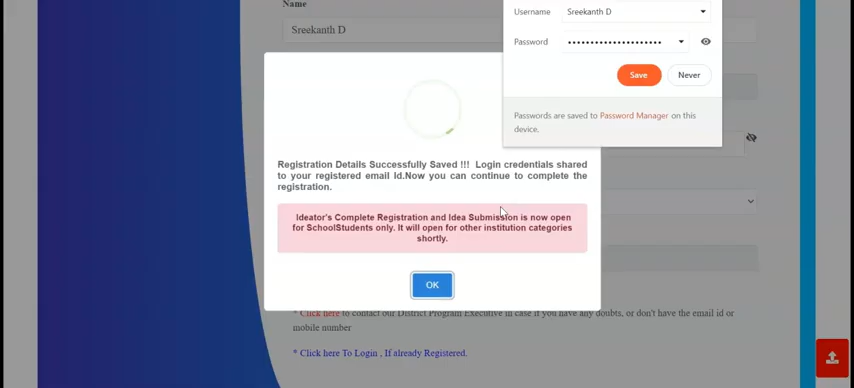 Name
Sreekanth D
Username
Sreekanth D
Password
•••••••••••••••••••••
Save
Never
Passwords are saved to Password Manager on this
device.
Registration Details Successfully Saved !!! Login credentials shared
to your registered email Id.Now you can continue to complete the
registration.
Ideator's Complete Registration and Idea Submission is now open
for SchoolStudents only. It will open for other institution categories
shortly.
OK
* Click here to contact our District Program Executive in case if you have any doubts, or don't have the email id or
mobile number
* Click here To Login , If already Registered.